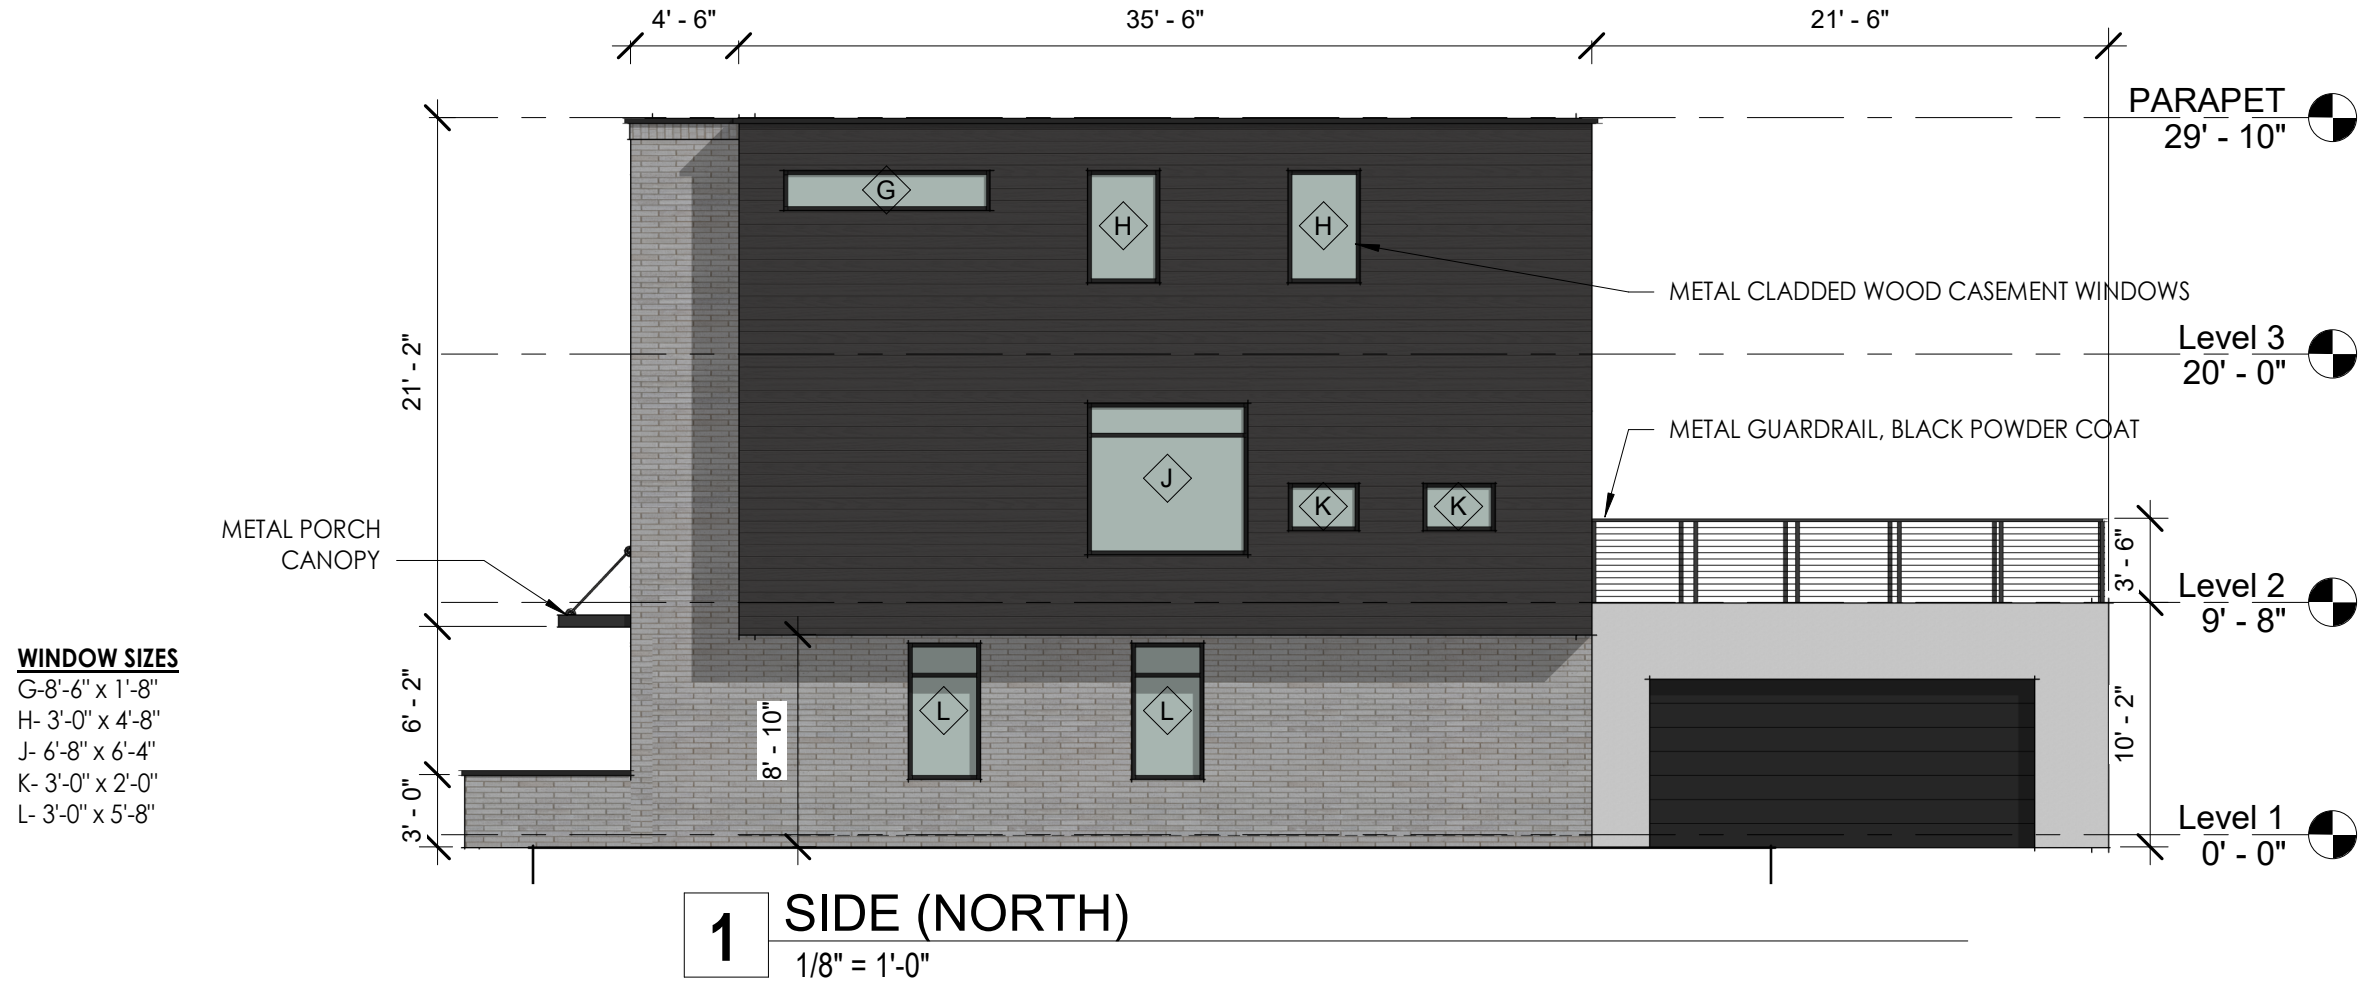 4' - 6"
35' - 6"
21' - 6"
PARAPET
29' - 10"
G
H
H
METAL CLADDED WOOD CASEMENT WINDOWS
21' - 2"
Level 3
20' - 0"
METAL GUARDRAIL, BLACK POWDER COAT
J
K
K
METAL PORCH
CANOPY
3' - 6"
Level 2
9' - 8"
WINDOW SIZES
G-8'-6" x 1'-8"
H- 3'-0" x 4'-8"
J- 6'-8" x 6'-4"
K- 3'-0" x 2'-0"
L- 3'-0" x 5'-8"
6' - 2"
L
L
8' - 10"
10' - 2"
3' - 0"
Level 1
0' - 0"
1
SIDE (NORTH)
1/8" = 1'-0"